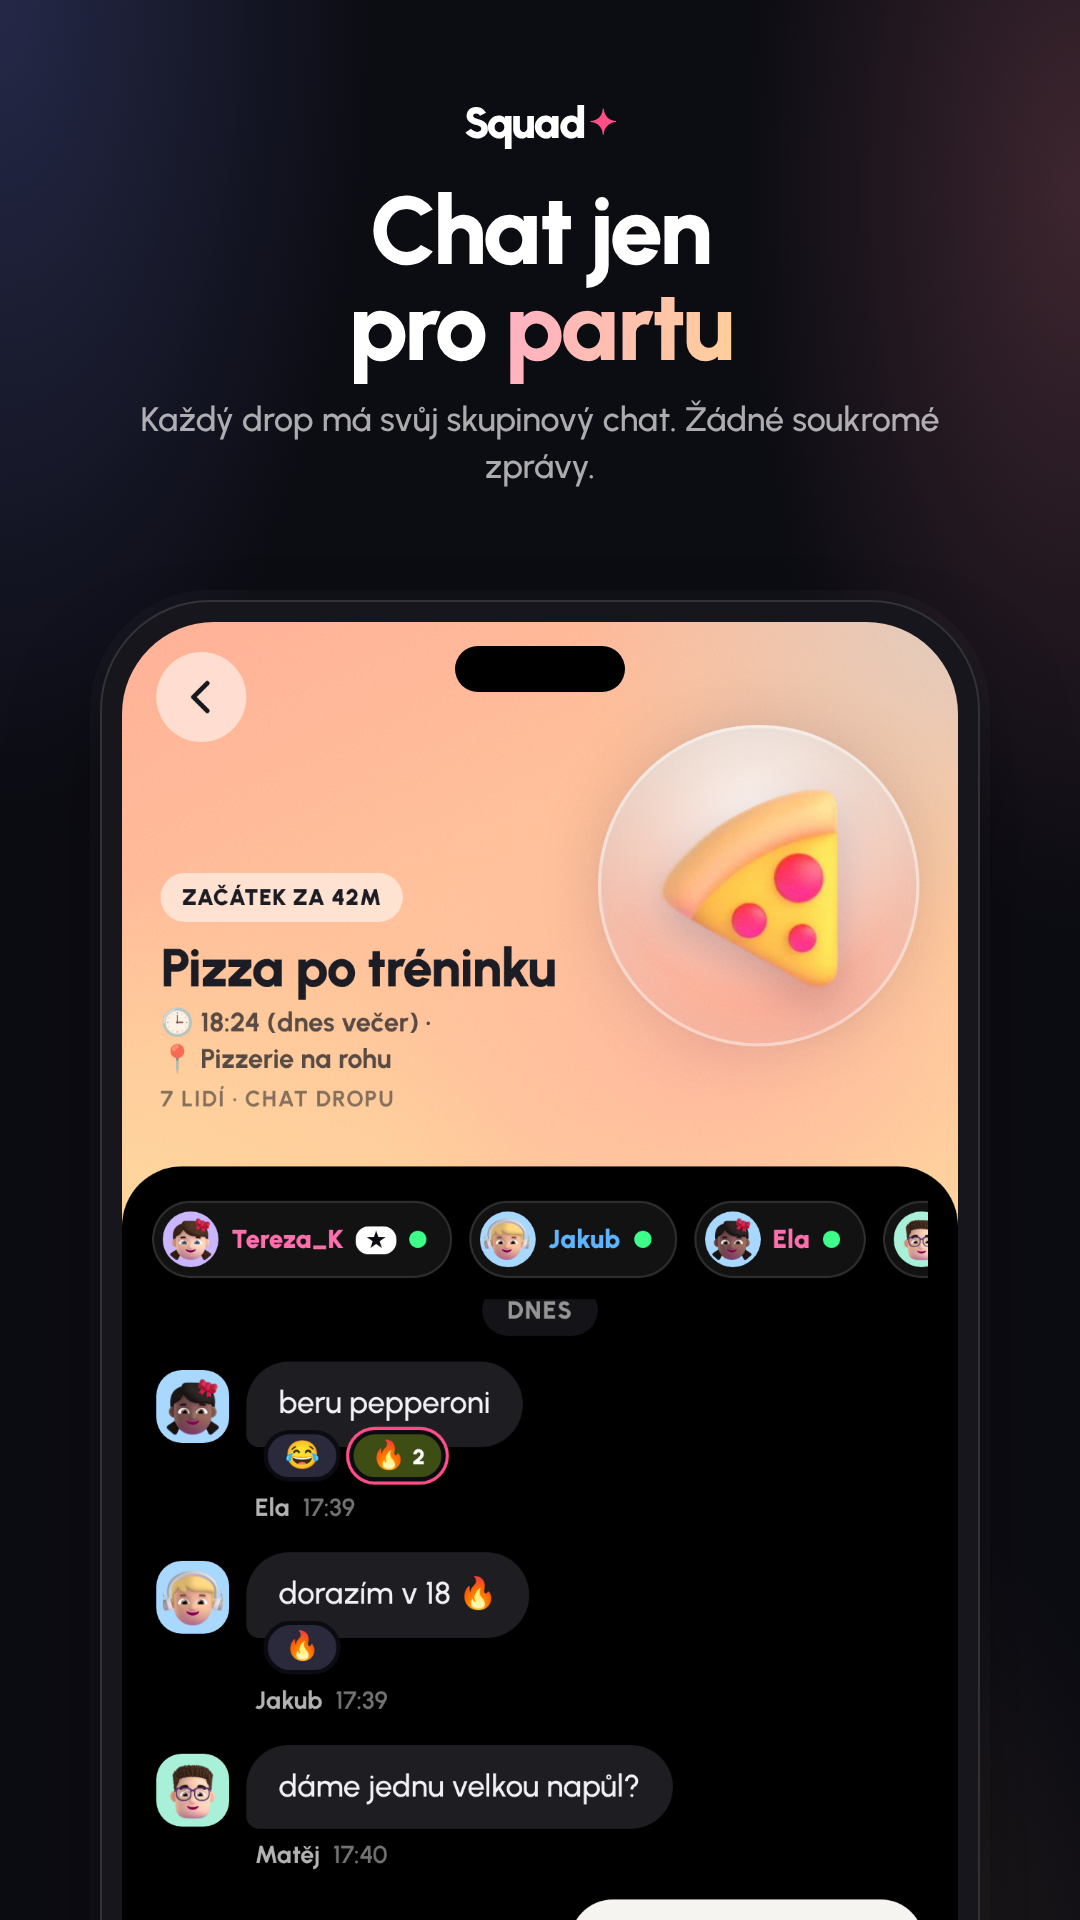 Squad
Chat jen
pro partu
Každý drop má svůj skupinový chat. Žádné soukromé
zprávy.
ZAČÁTEK ZA 42M
Pizza po tréninku
🕒 18:24 (dnes večer) ·
📍 Pizzerie na rohu
7 LIDÍ · CHAT DROPU
Tereza_K ★
Jakub
Ela
DNES
beru pepperoni
😂 🔥 2
Ela 17:39
dorazím v 18 🔥
🔥
Jakub 17:39
dáme jednu velkou napůl?
Matěj 17:40